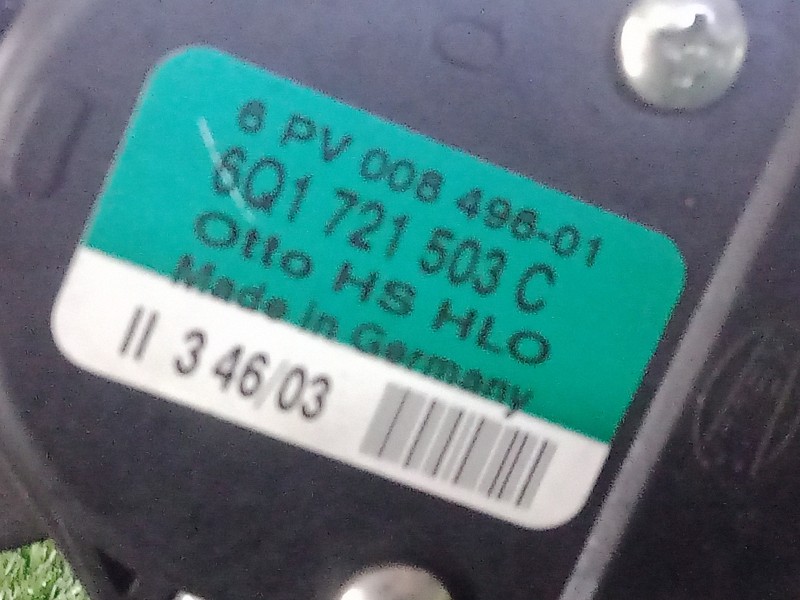 6 PV 008 496-01
6Q1 721 503 C
Otto HS HLO
Made in Germany
II 3 46/03